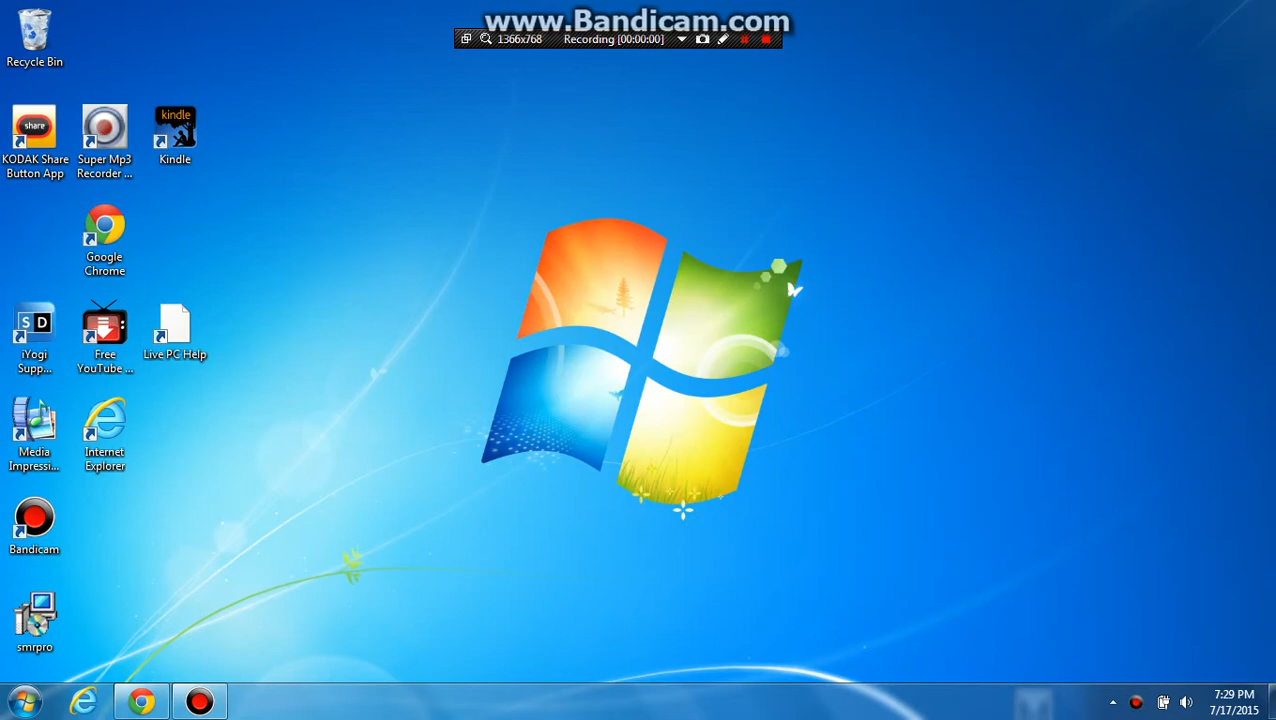 www.Bandicam.com
1366x768 Recording [00:00:00]
Recycle Bin
share
KODAK Share
Button App
Super Mp3
Recorder ...
kindle
Kindle
Google
Chrome
S D
iYogi
Supp...
Free
YouTube ...
Live PC Help
Media
Impressi...
Internet
Explorer
Bandicam
smrpro
7:29 PM
7/17/2015